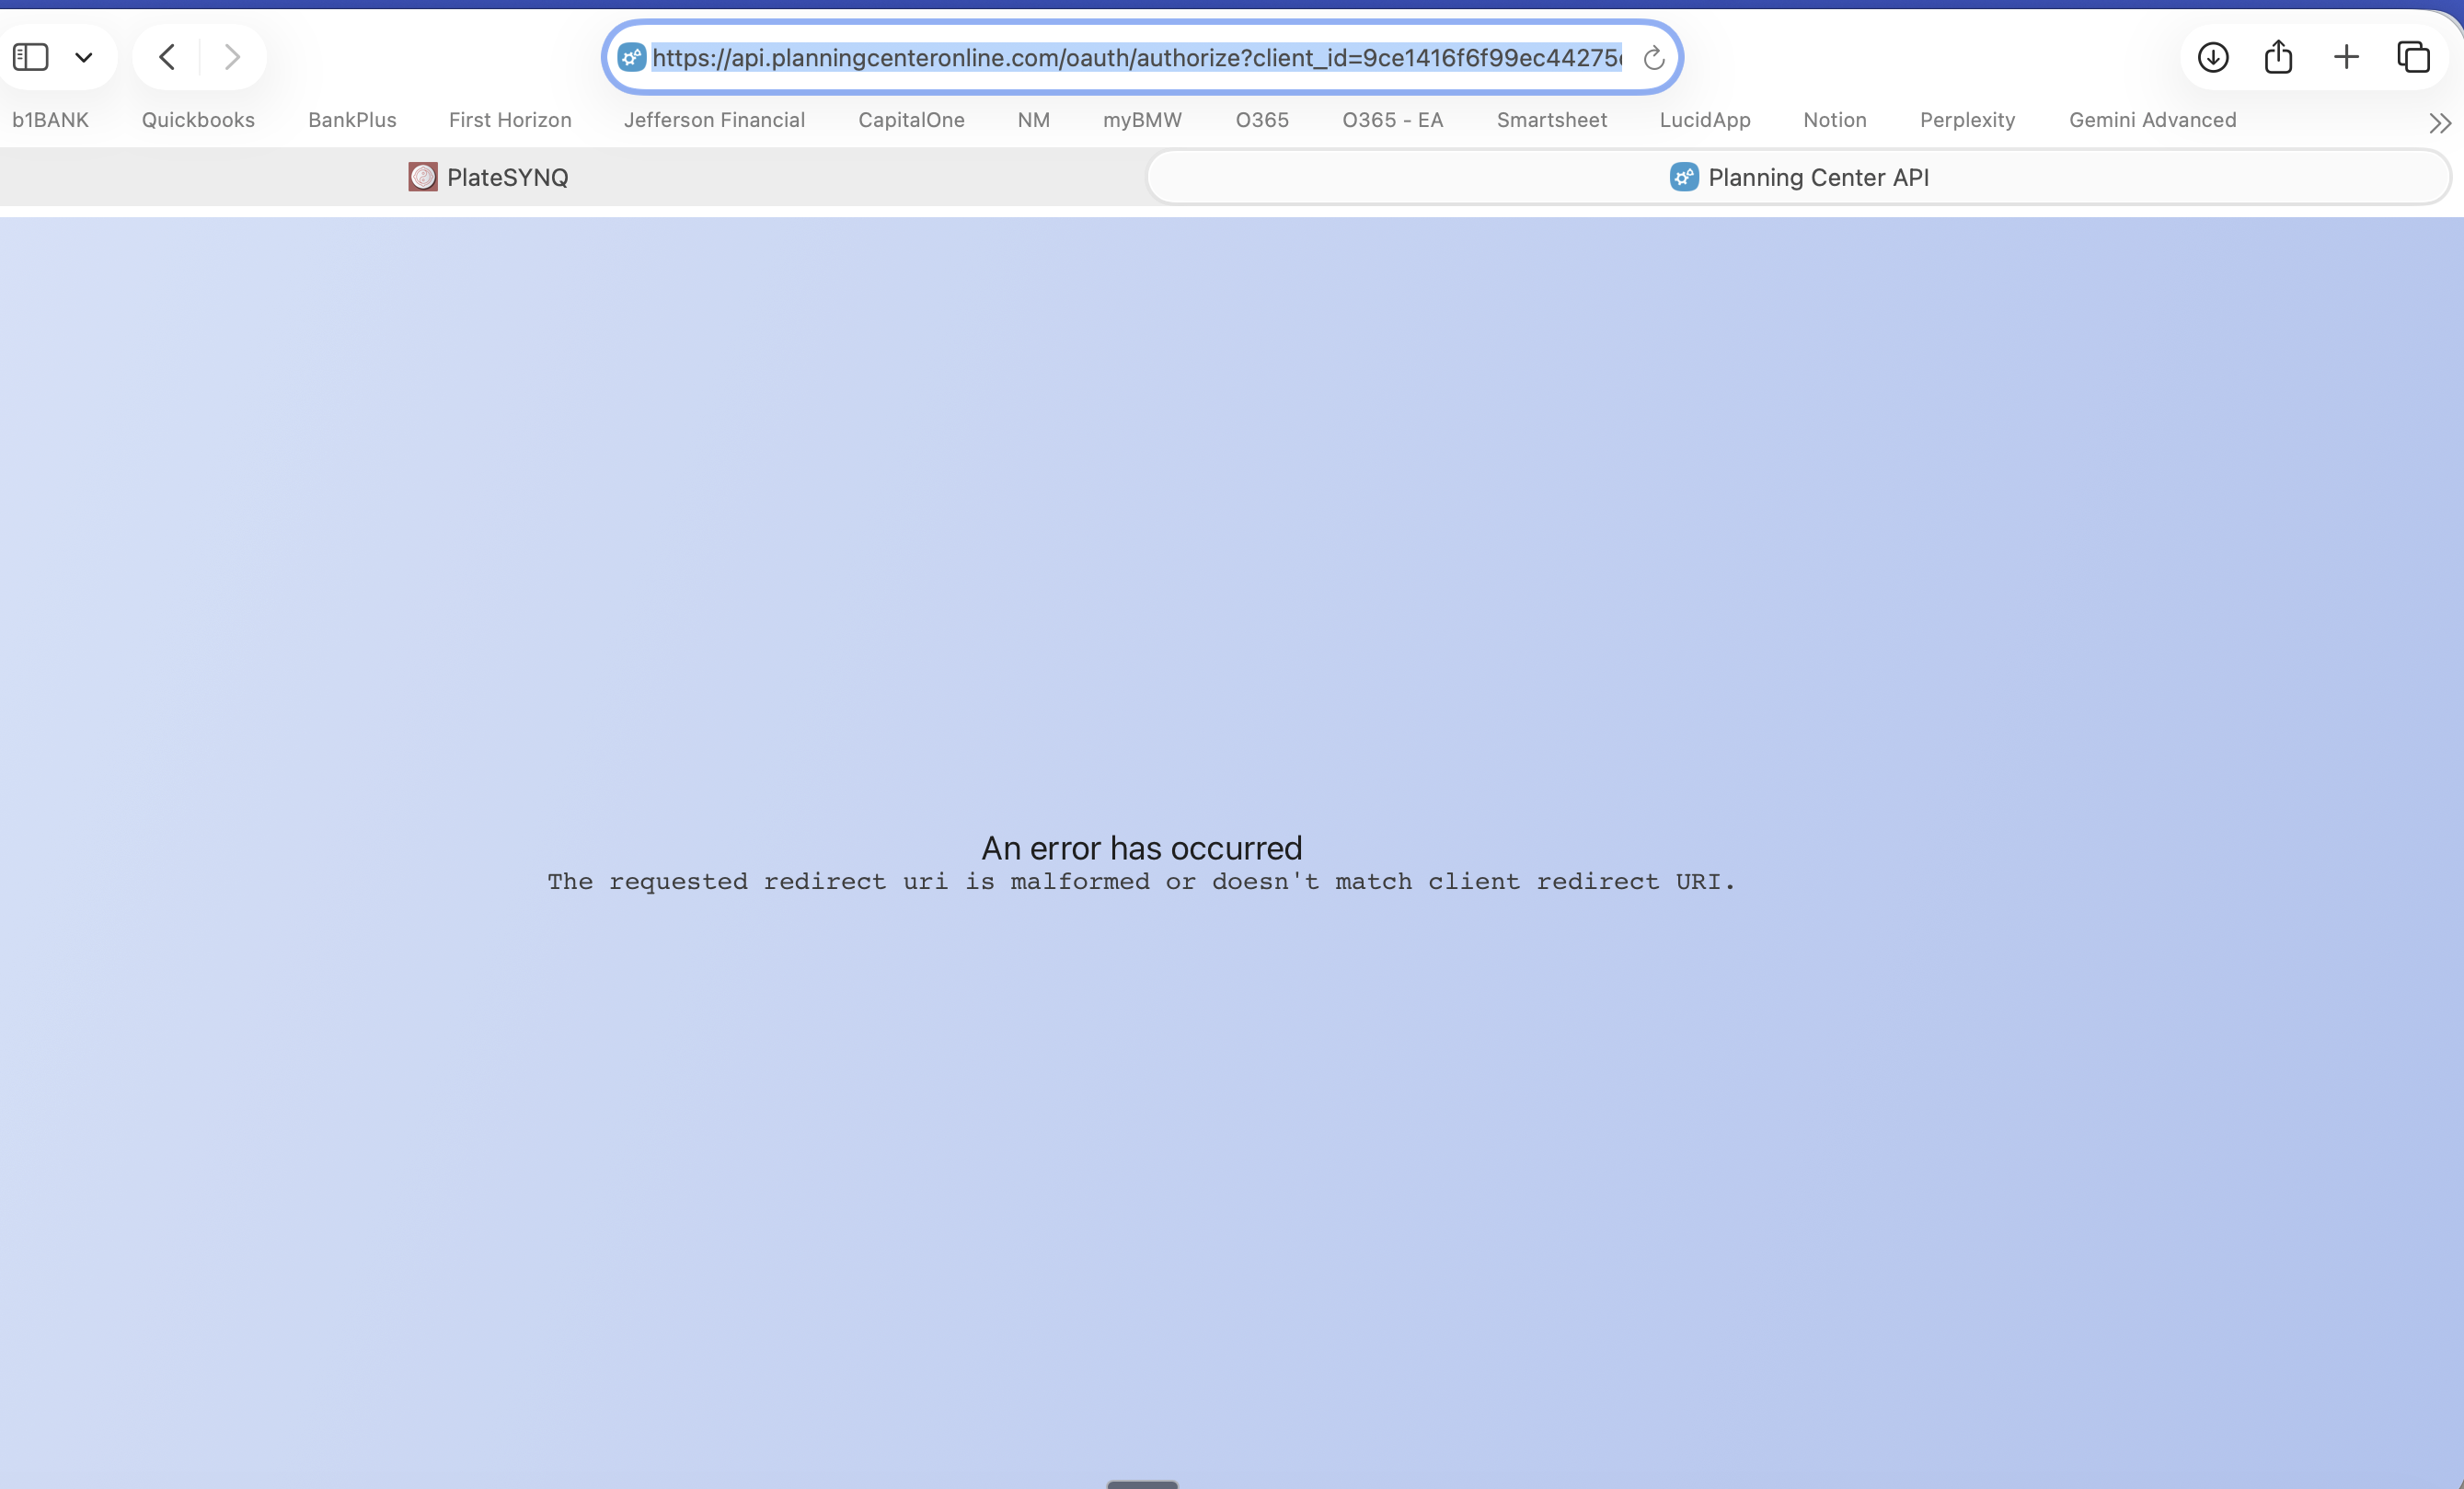 https://api.planningcenteronline.com/oauth/authorize?client_id=9ce1416f6f99ec44275
b1BANK Quickbooks BankPlus First Horizon Jefferson Financial CapitalOne NM myBMW O365 O365 - EA Smartsheet LucidApp Notion Perplexity Gemini Advanced
PlateSYNQ Planning Center API
An error has occurred
The requested redirect uri is malformed or doesn't match client redirect URI.